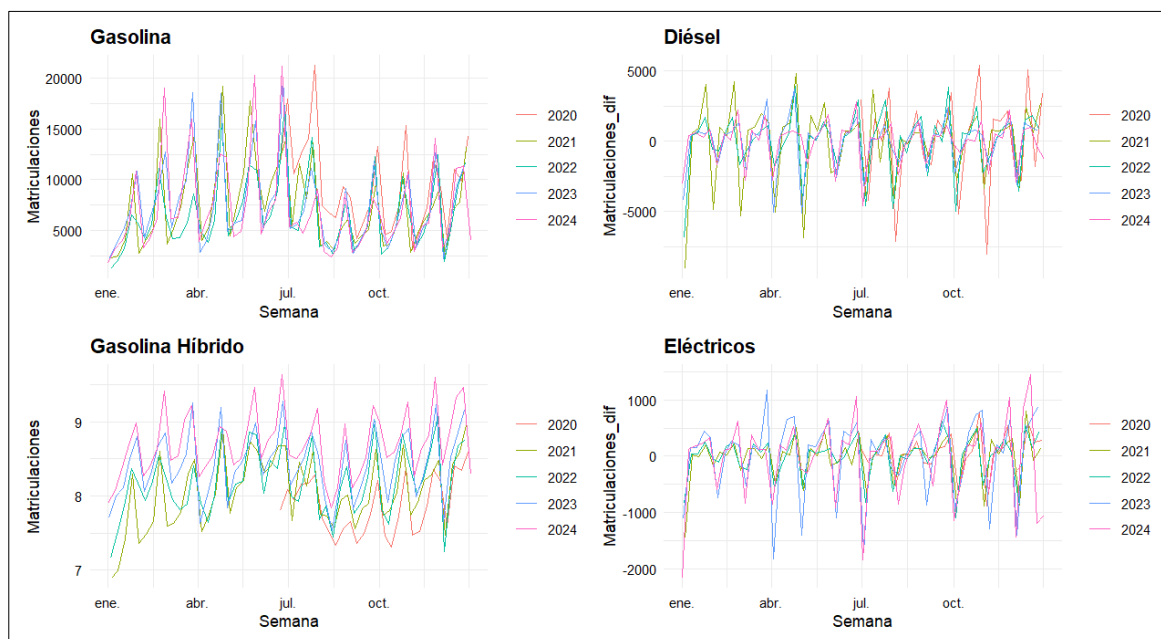 Gasolina
Matriculaciones
20000
15000
10000
5000
ene.
abr.
jul.
oct.
Semana
2020
2021
2022
2023
2024
Diésel
Matriculaciones_dif
5000
0
-5000
ene.
abr.
jul.
oct.
Semana
2020
2021
2022
2023
2024
Gasolina Híbrido
Matriculaciones
9
8
7
ene.
abr.
jul.
oct.
Semana
2020
2021
2022
2023
2024
Eléctricos
Matriculaciones_dif
1000
0
-1000
-2000
ene.
abr.
jul.
oct.
Semana
2020
2021
2022
2023
2024